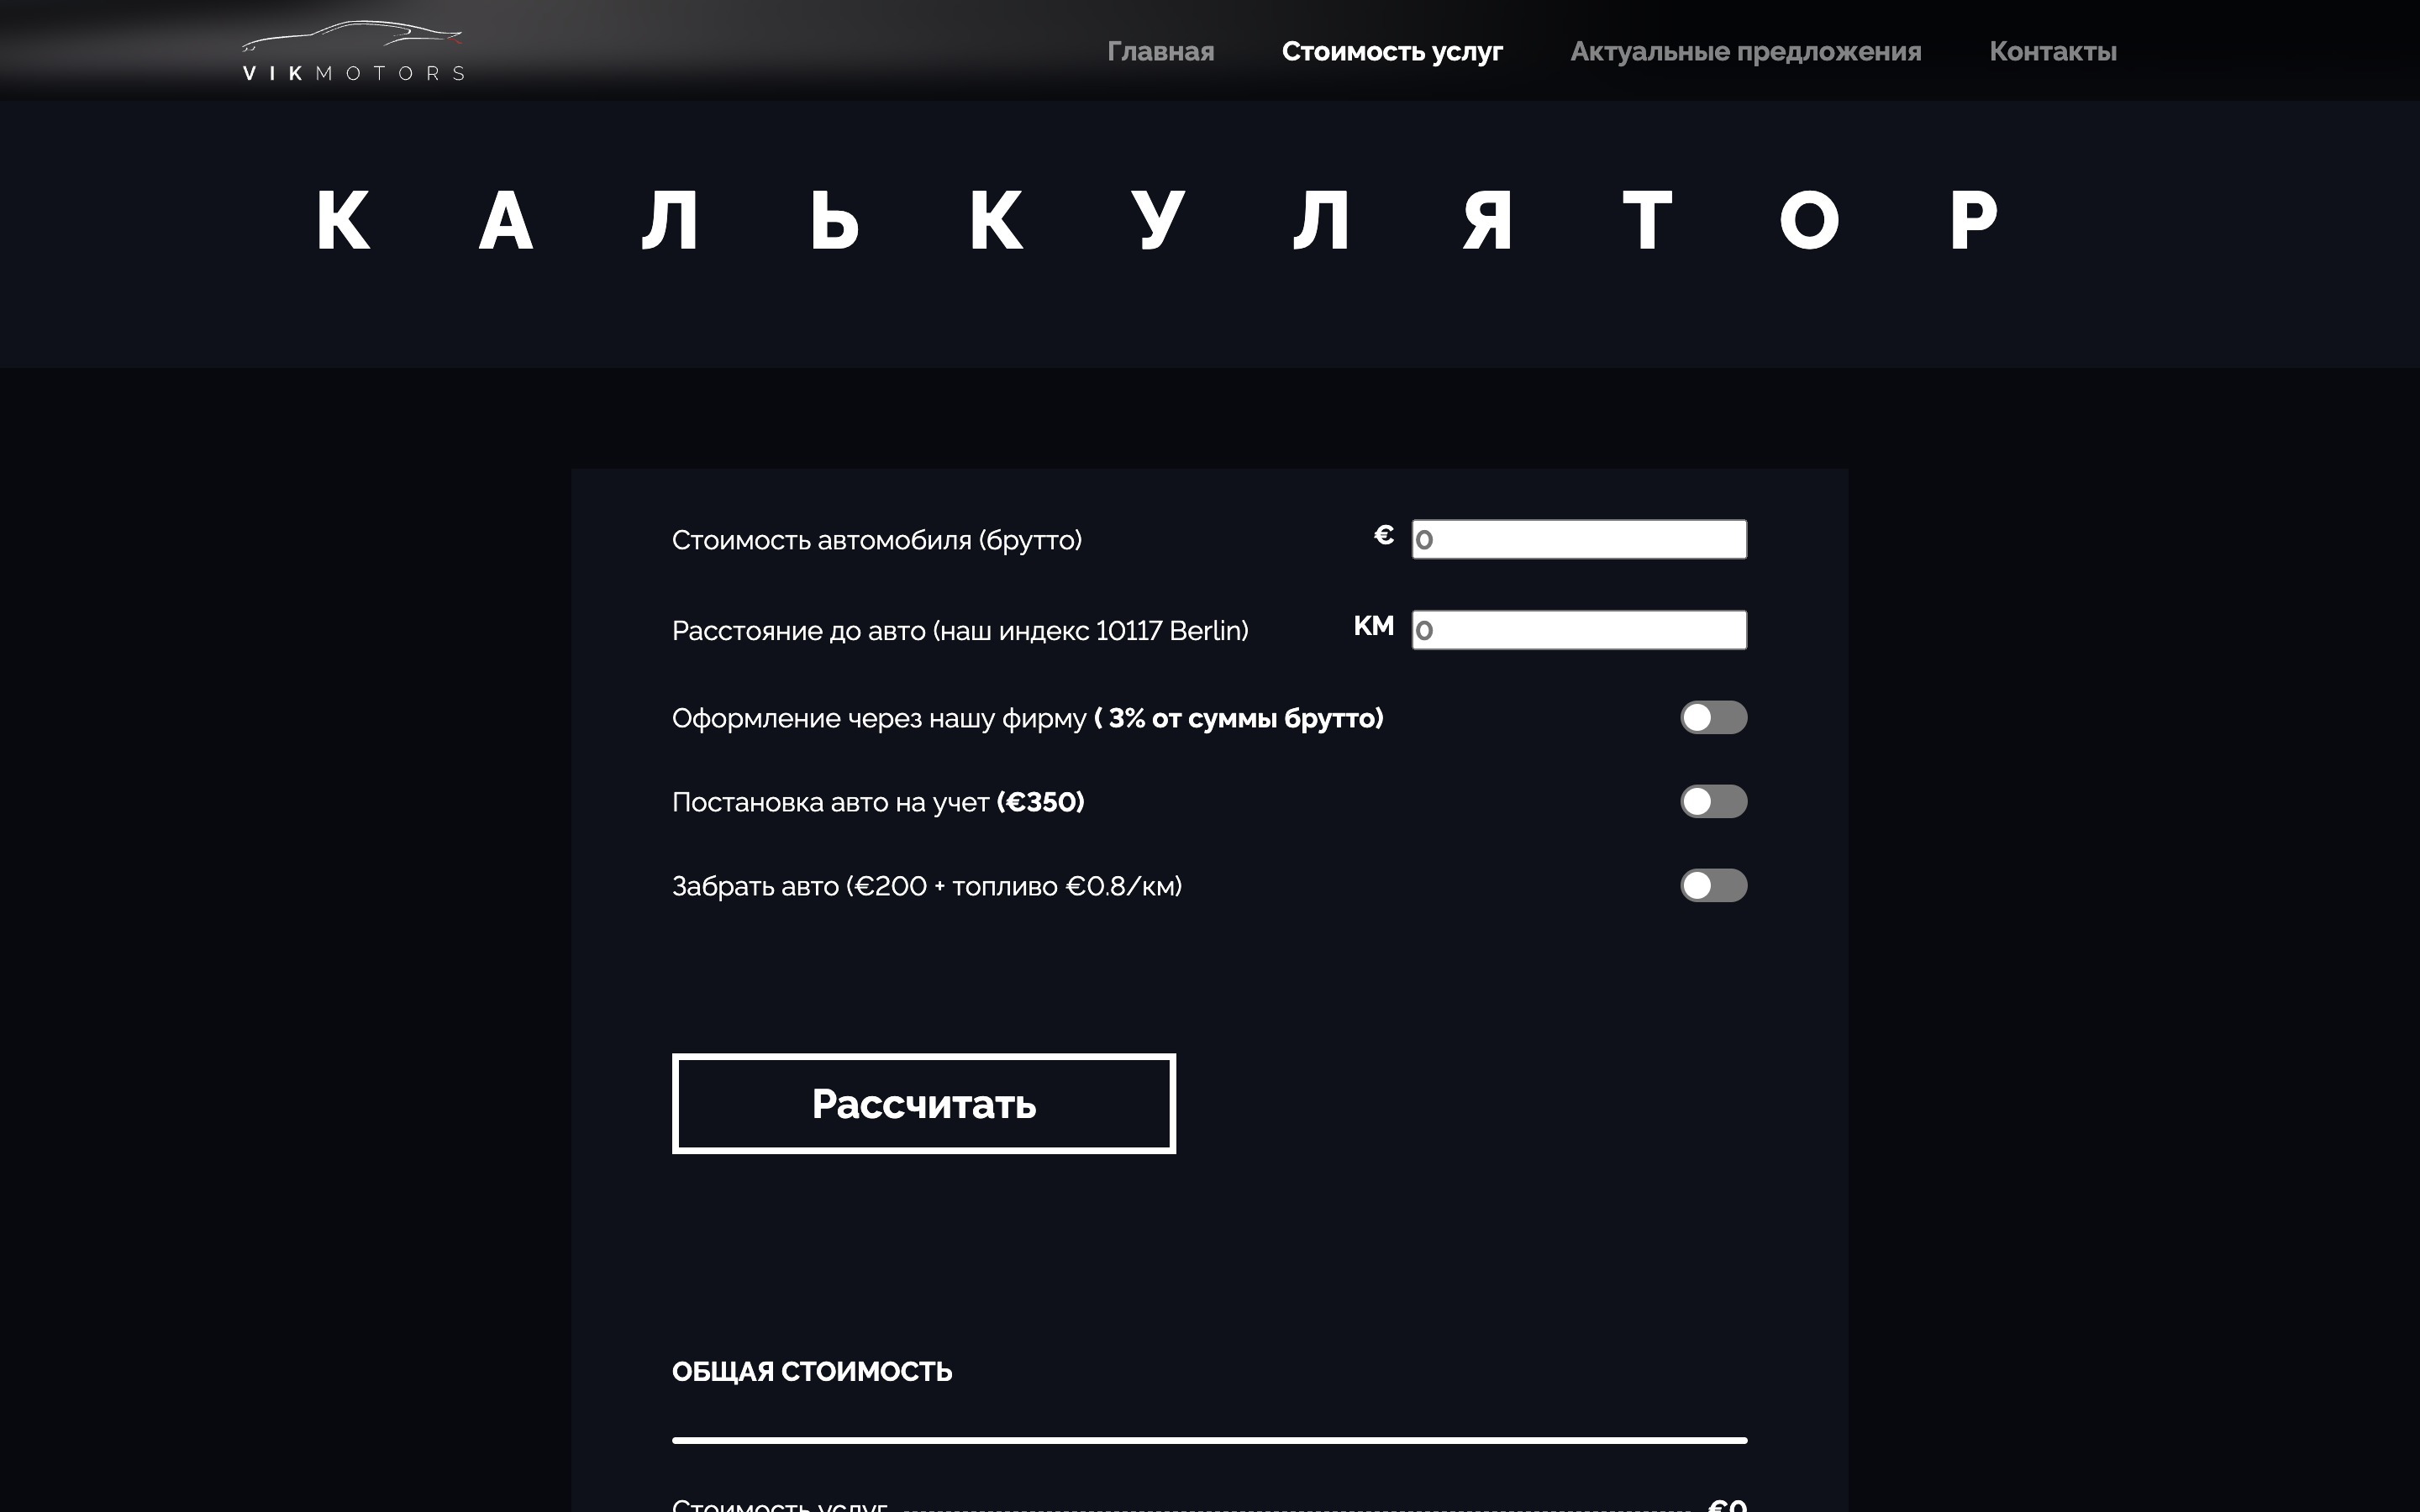 VIKMOTORS
Главная Стоимость услуг Актуальные предложения Контакты
КАЛЬКУЛЯТОР
Стоимость автомобиля (брутто) € 0
Расстояние до авто (наш индекс 10117 Berlin) КМ 0
Оформление через нашу фирму ( 3% от суммы брутто)
Постановка авто на учет (€350)
Забрать авто (€200 + топливо €0.8/км)
Рассчитать
ОБЩАЯ СТОИМОСТЬ
Стоимость услуг €0